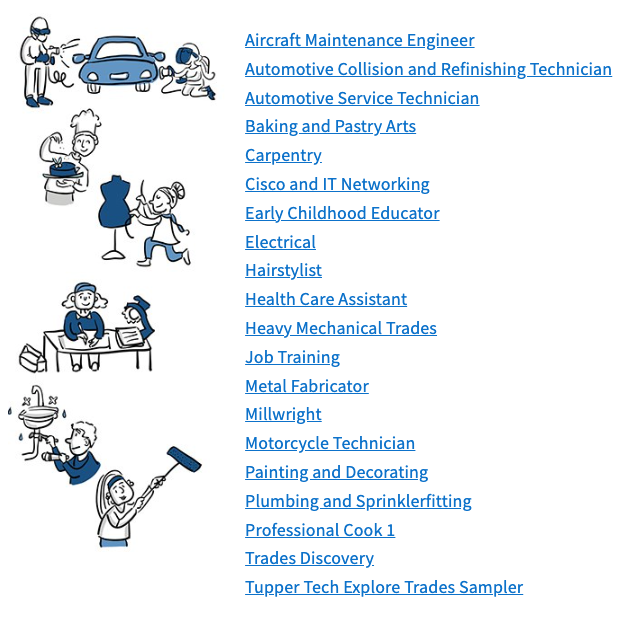 Aircraft Maintenance Engineer
Automotive Collision and Refinishing Technician
Automotive Service Technician
Baking and Pastry Arts
Carpentry
Cisco and IT Networking
Early Childhood Educator
Electrical
Hairstylist
Health Care Assistant
Heavy Mechanical Trades
Job Training
Metal Fabricator
Millwright
Motorcycle Technician
Painting and Decorating
Plumbing and Sprinklerfitting
Professional Cook 1
Trades Discovery
Tupper Tech Explore Trades Sampler